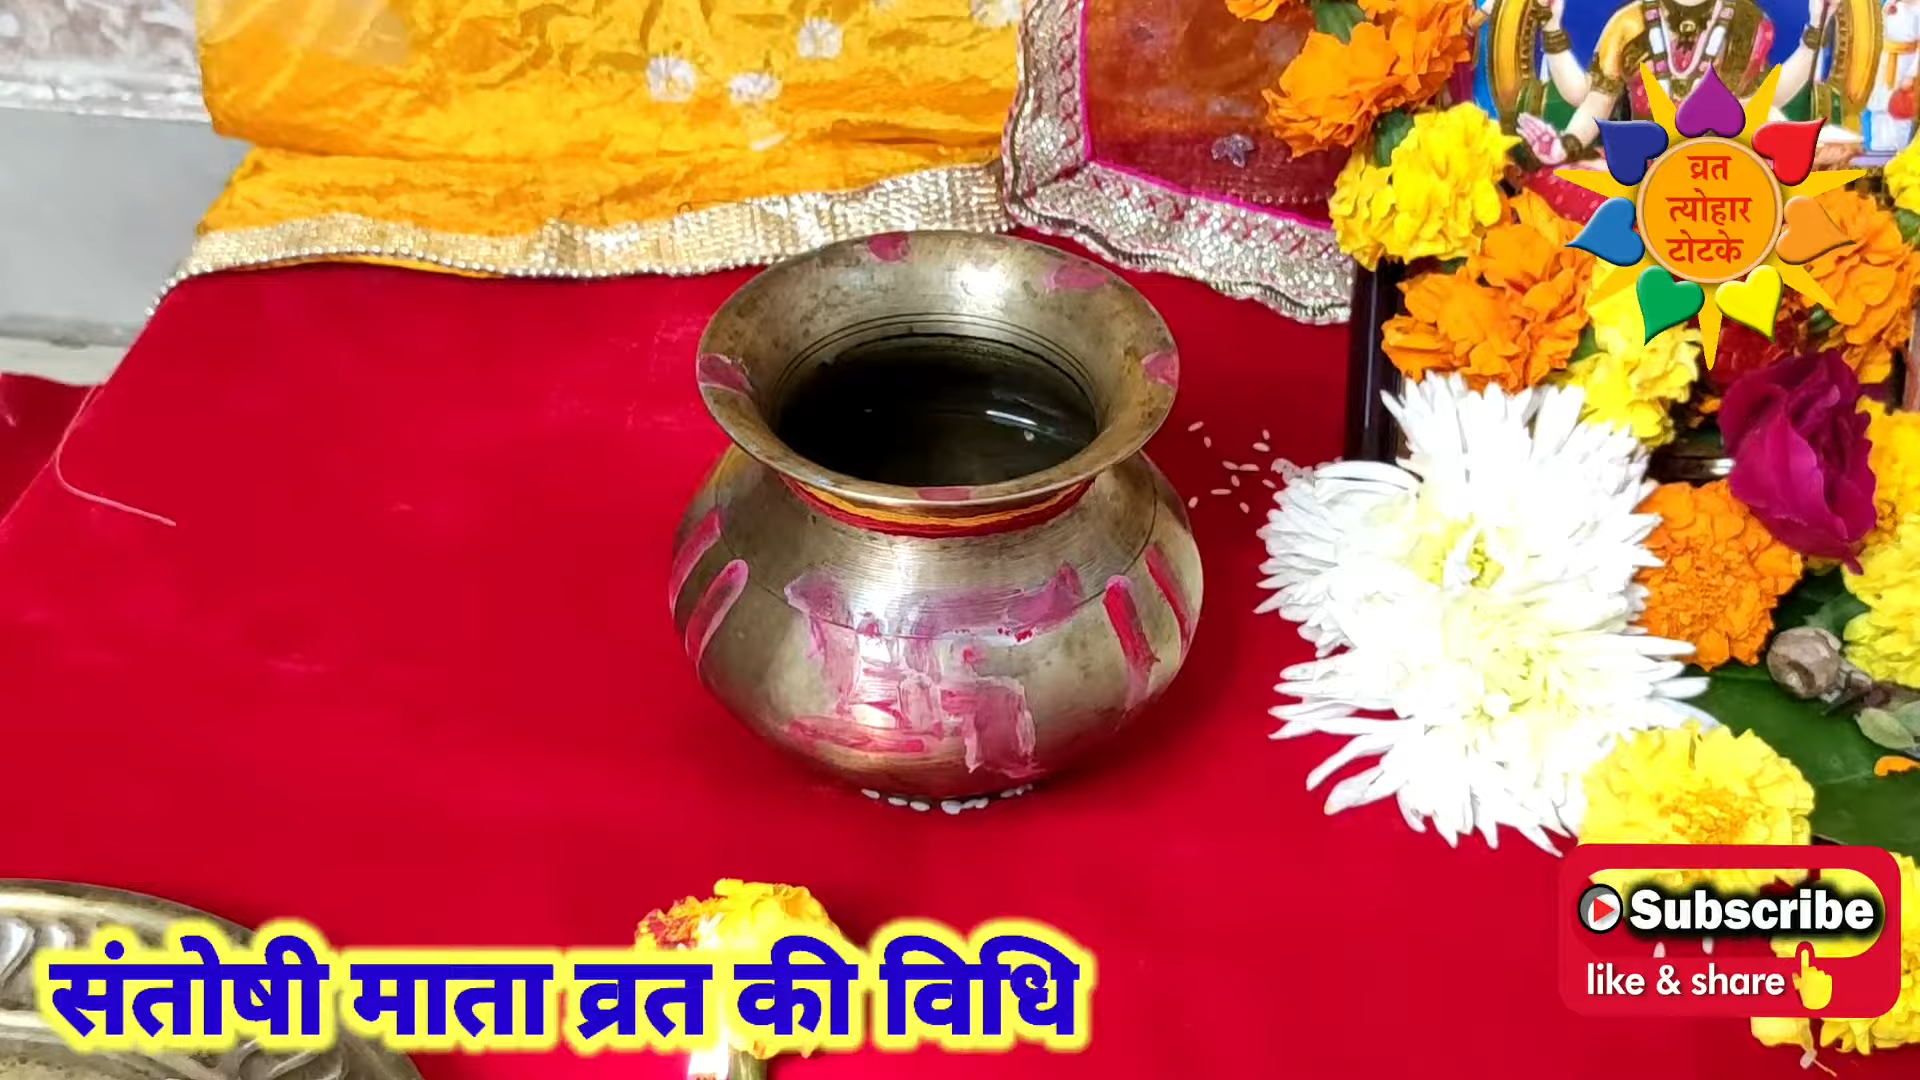 व्रत
त्योहार
टोटके
Subscribe
like & share
संतोषी माता व्रत की विधि